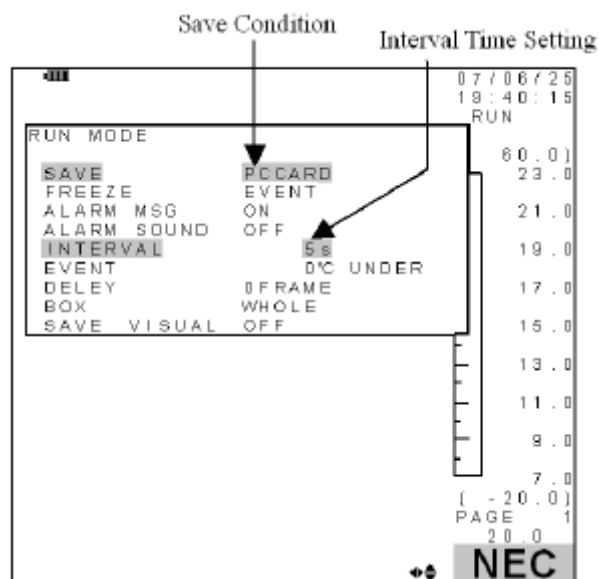 Save Condition
Interval Time Setting
07/06/25
19:40:15
RUN
RUN MODE
60.0)
SAVE PCCARD
23.0
FREEZE EVENT
ALARM MSG ON
21.0
ALARM SOUND OFF
INTERVAL 5s
19.0
EVENT 0℃ UNDER
DELEY 0FRAME
17.0
BOX WHOLE
SAVE VISUAL OFF
15.0
13.0
11.0
9.0
7.0
( -20.0)
PAGE 1
20.0
NEC